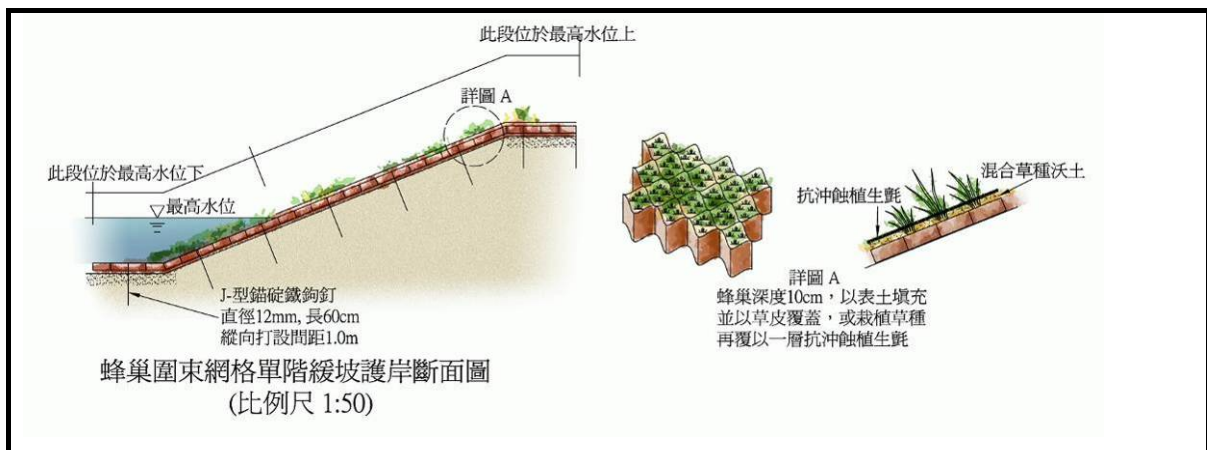 此段位於最高水位上
詳圖 A
此段位於最高水位下
最高水位
J-型錨碇鐵鉤釘
直徑12mm, 長60cm
縱向打設間距1.0m
蜂巢圍束網格單階緩坡護岸斷面圖
(比例尺 1:50)
混合草種沃土
抗沖蝕植生氈
詳圖 A
蜂巢深度10cm，以表土填充
並以草皮覆蓋，或栽植草種
再覆以一層抗沖蝕植生氈